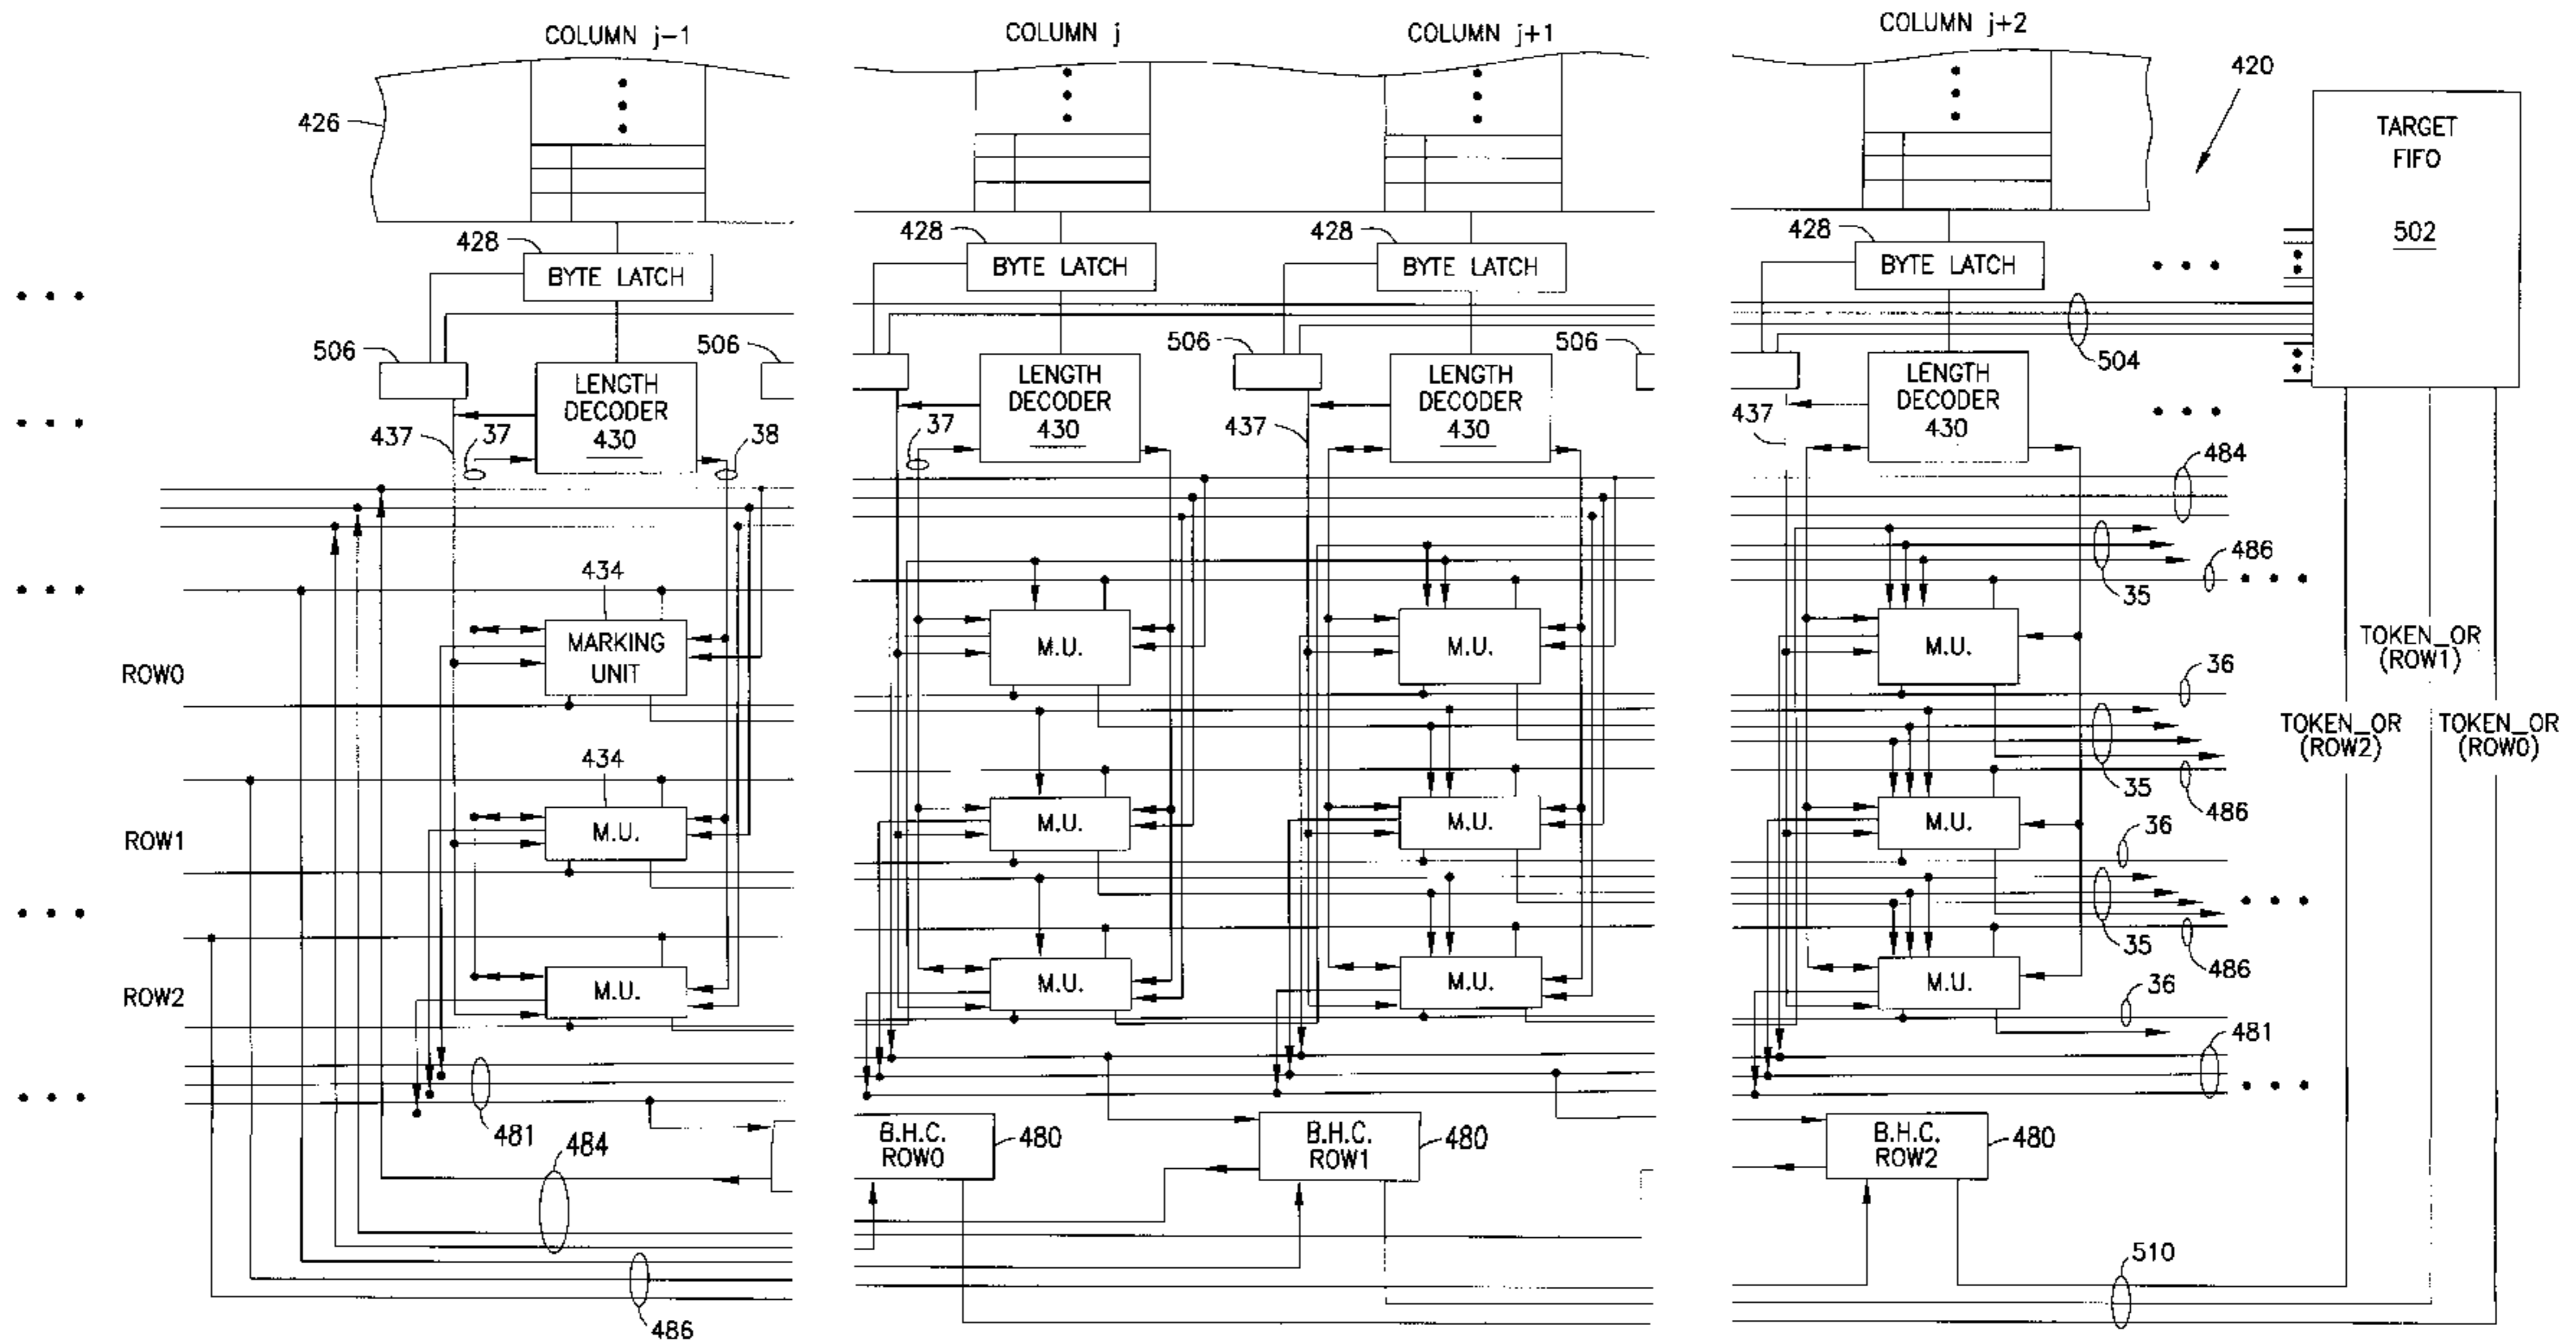 COLUMN j-1
COLUMN j
COLUMN j+1
COLUMN j+2
420
426
TARGET
FIFO
502
428
428
428
428
BYTE LATCH
BYTE LATCH
BYTE LATCH
BYTE LATCH
506
506
506
506
504
LENGTH
DECODER
430
LENGTH
DECODER
430
LENGTH
DECODER
430
LENGTH
DECODER
430
437
37
38
37
437
437
484
486
35
434
MARKING
UNIT
M.U.
M.U.
M.U.
ROW0
TOKEN_OR
(ROW1)
36
TOKEN_OR
(ROW2)
TOKEN_OR
(ROW0)
35
486
434
M.U.
M.U.
M.U.
M.U.
ROW1
36
35
486
M.U.
M.U.
M.U.
M.U.
ROW2
36
481
481
484
B.H.C.
ROW0
480
B.H.C.
ROW1
480
B.H.C.
ROW2
480
510
486